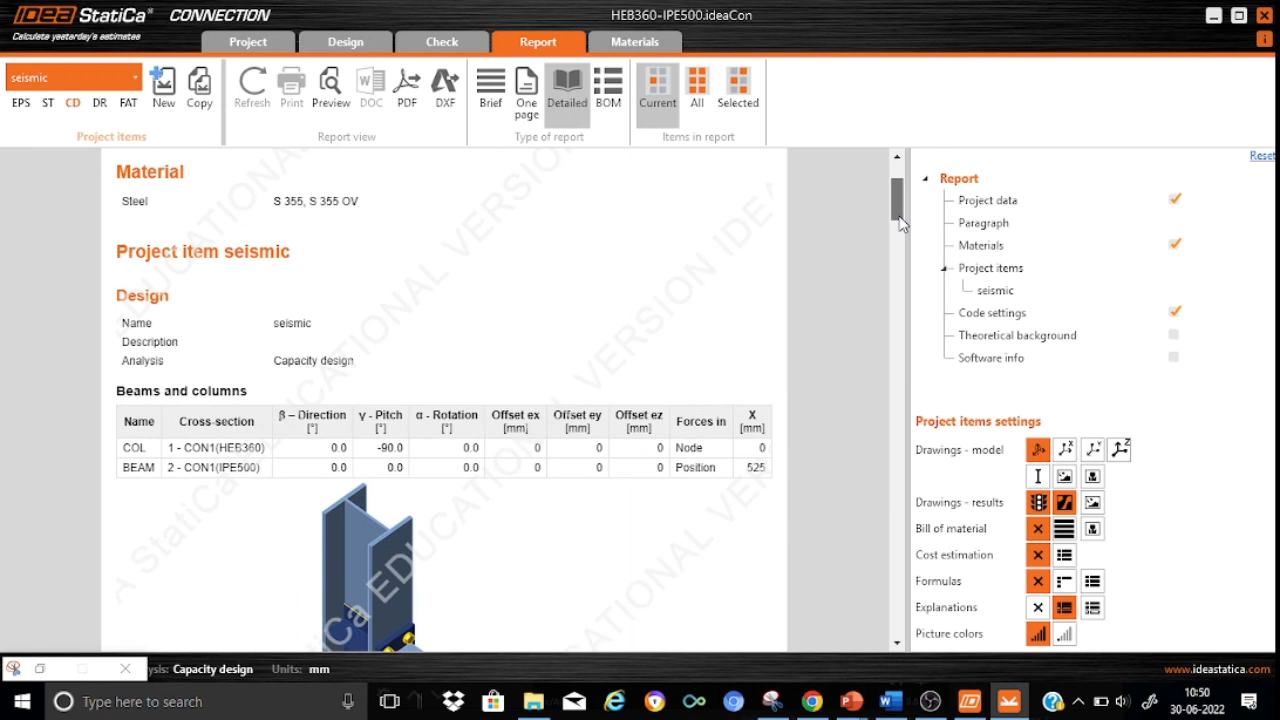 IDEA StatiCa® CONNECTION
Calculate yesterday's estimates
HEB360-IPE500.ideaCon
Project
Design
Check
Report
Materials
seismic
EPS ST CD DR FAT
New
Copy
Project items
Refresh
Print
Preview
DOC
PDF
DXF
Report view
Brief
One page
Detailed
BOM
Type of report
Current
All
Selected
Items in report
Material
Steel S 355, S 355 OV
Project item seismic
Design
Name seismic
Description
Analysis Capacity design
Beams and columns
Name Cross-section β – Direction [°] γ - Pitch [°] α - Rotation [°] Offset ex [mm] Offset ey [mm] Offset ez [mm] Forces in X [mm]
COL 1 - CON1(HEB360) 0.0 -90.0 0.0 0 0 0 Node 0
BEAM 2 - CON1(IPE500) 0.0 0.0 0.0 0 0 0 Position 525
StatiCa EDUCATIONAL VERSION
Reset
Report
Project data
Paragraph
Materials
Project items
seismic
Code settings
Theoretical background
Software info
Project items settings
Drawings - model
Drawings - results
Bill of material
Cost estimation
Formulas
Explanations
Picture colors
ysis: Capacity design Units: mm
www.ideastatica.com
Type here to search
10:50
30-06-2022